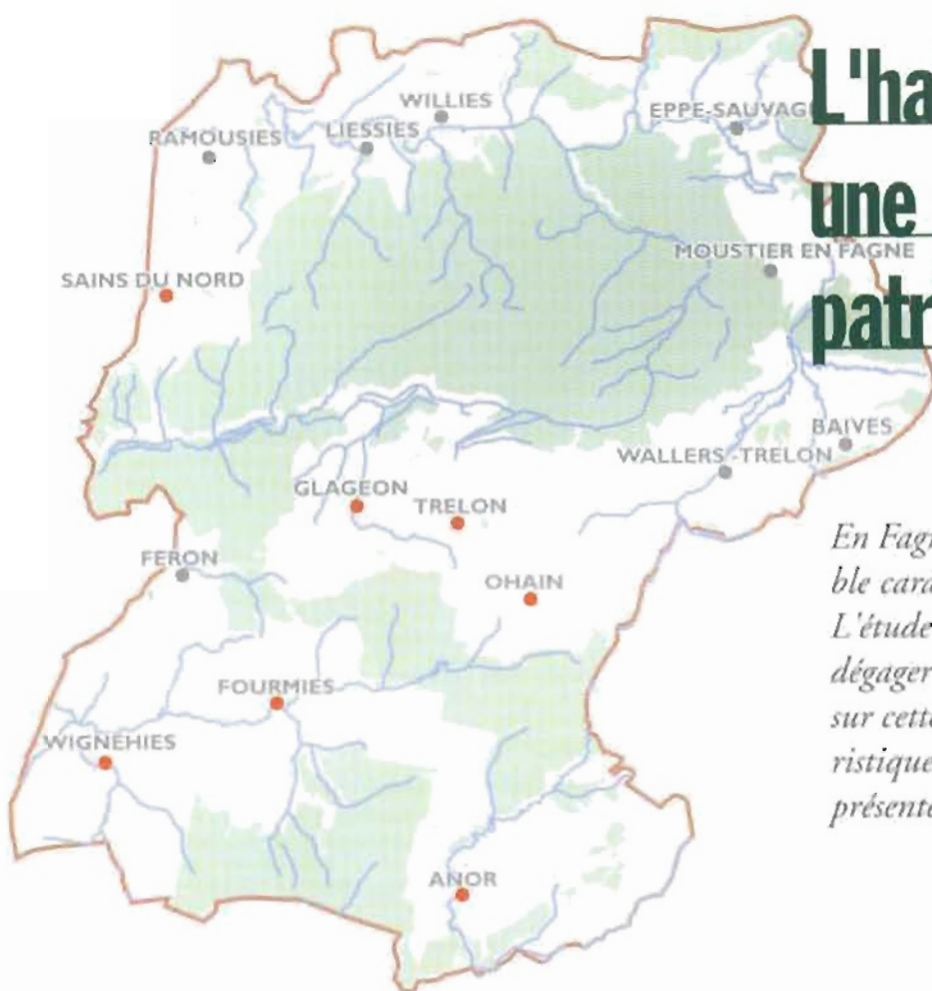 L'ha
une
patr
WILLIES
EPPE-SAUVAG
RAMOUSIES
LIESSIES
MOUSTIER EN FAGNE
SAINS DU NORD
BAIVES
WALLERS-TRELON
GLAGEON
TRELON
FERON
OHAIN
FOURMIES
WIGNEHIES
ANOR
En Fagn
ble cara
L'étude
dégager
sur cette
ristique
présente